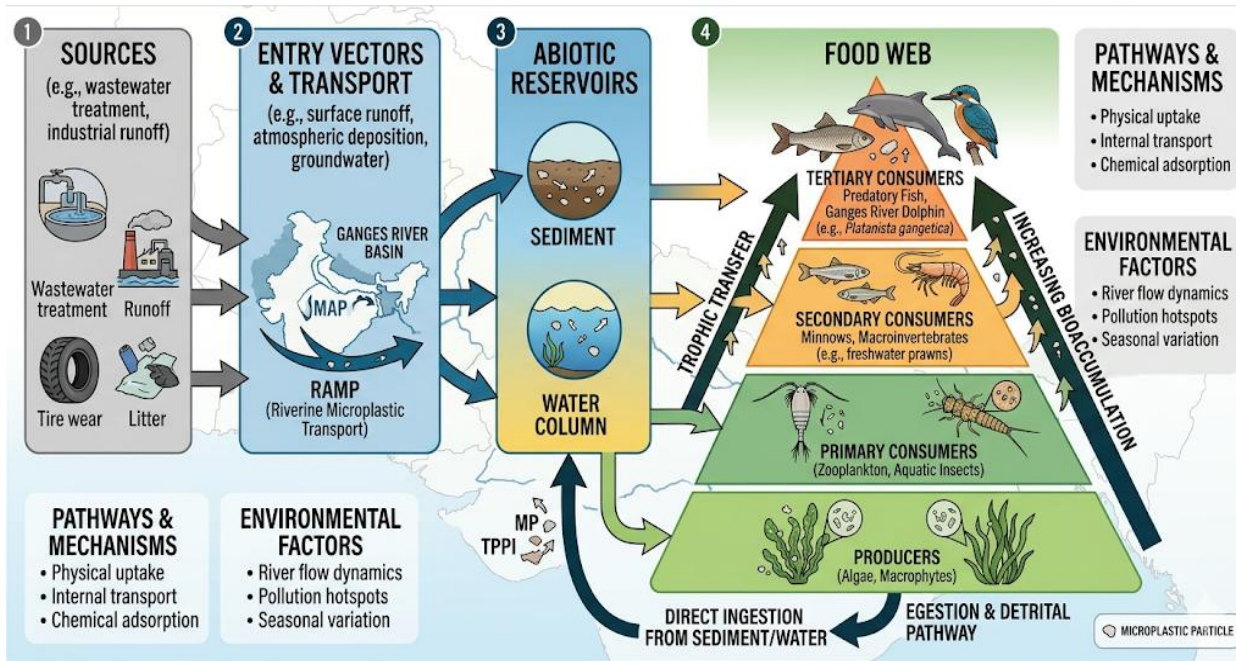 1
SOURCES
(e.g., wastewater
treatment,
industrial runoff)
Wastewater
treatment
Runoff
Tire wear
Litter
2
ENTRY VECTORS
& TRANSPORT
(e.g., surface runoff,
atmospheric deposition,
groundwater)
GANGES RIVER
BASIN
MAP
RAMP
(Riverine Microplastic
Transport)
3
ABIOTIC
RESERVOIRS
SEDIMENT
WATER
COLUMN
4
FOOD WEB
TERTIARY CONSUMERS
Predatory Fish,
Ganges River Dolphin
(e.g., Platanista gangetica)
SECONDARY CONSUMERS
Minnows, Macroinvertebrates
(e.g., freshwater prawns)
PRIMARY CONSUMERS
(Zooplankton, Aquatic Insects)
PRODUCERS
(Algae, Macrophytes)
TROPHIC TRANSFER
INCREASING BIOACCUMULATION
PATHWAYS &
MECHANISMS
• Physical uptake
• Internal transport
• Chemical adsorption
ENVIRONMENTAL
FACTORS
• River flow dynamics
• Pollution hotspots
• Seasonal variation
PATHWAYS &
MECHANISMS
• Physical uptake
• Internal transport
• Chemical adsorption
ENVIRONMENTAL
FACTORS
• River flow dynamics
• Pollution hotspots
• Seasonal variation
MP
TPPI
DIRECT INGESTION
FROM SEDIMENT/WATER
EGESTION & DETRITAL
PATHWAY
MICROPLASTIC PARTICLE